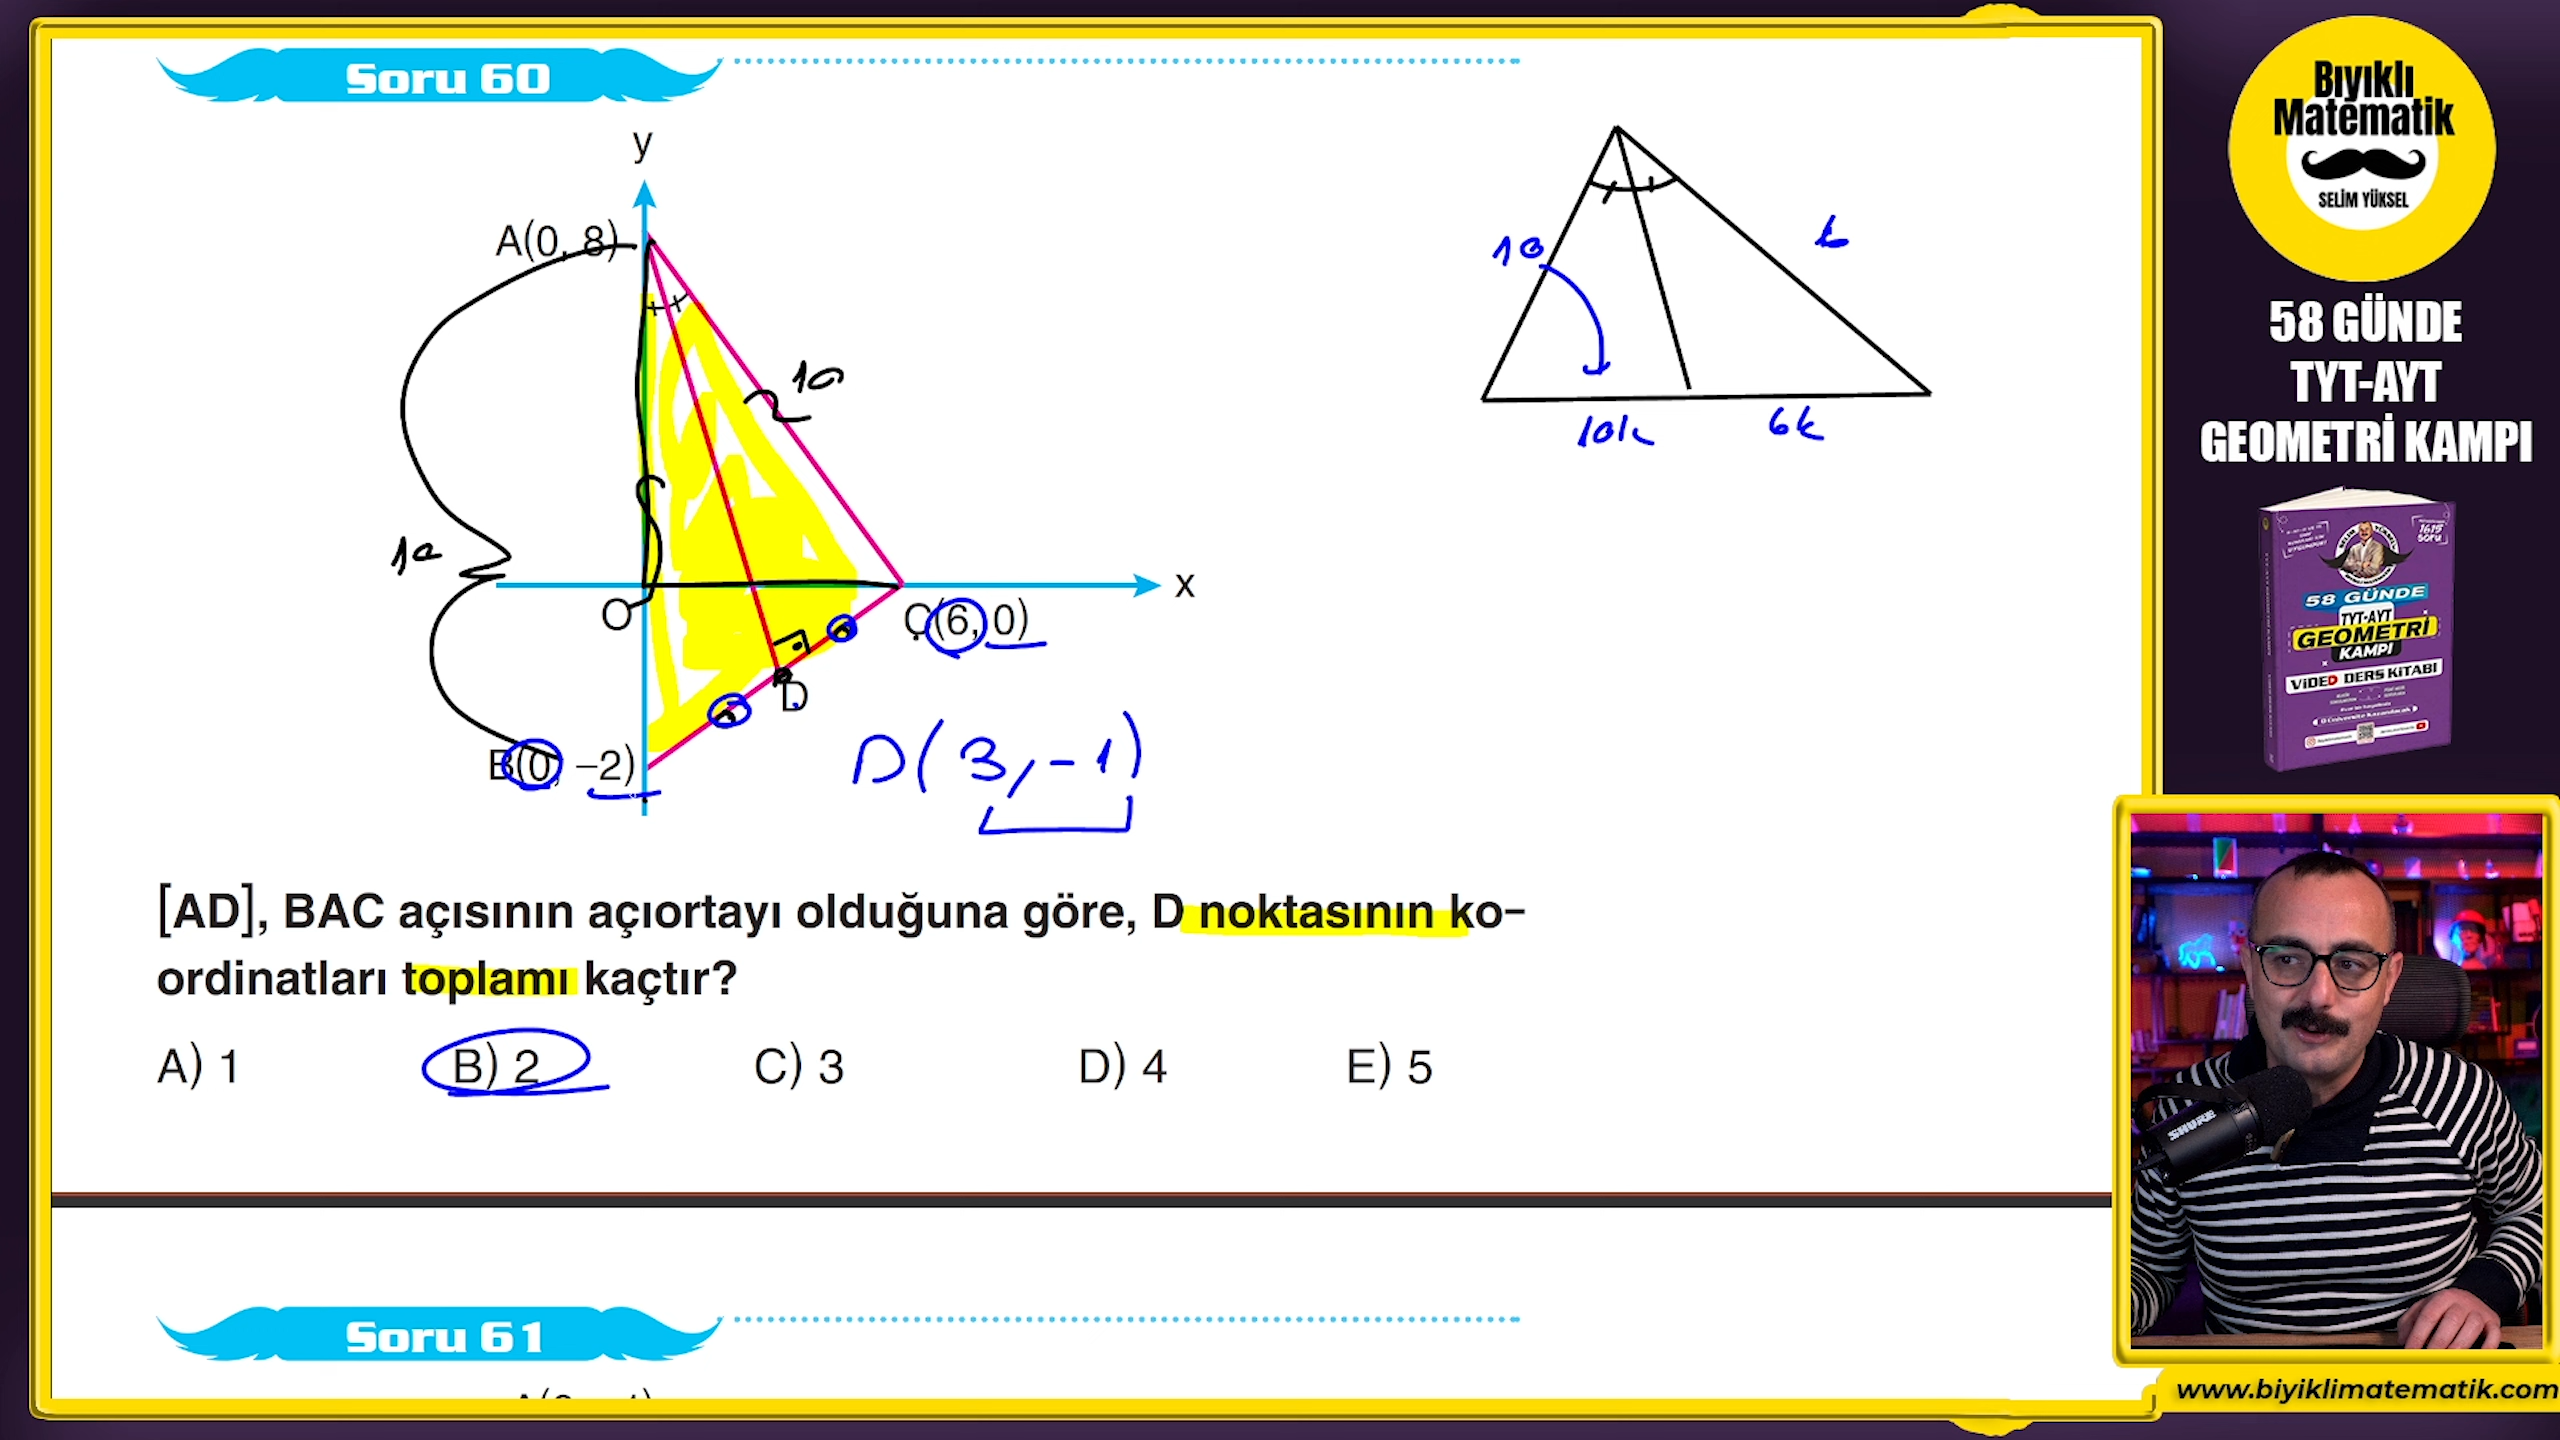 Soru 60
y
A(0, 8)
10
10
O
x
C(6, 0)
D
B(0, -2)
D(3, -1)
10
6
10k
6k
[AD], BAC açısının açıortayı olduğuna göre, D noktasının ko-
ordinatları toplamı kaçtır?
A) 1
B) 2
C) 3
D) 4
E) 5
Soru 61
Bıyıklı
Matematik
SELİM YÜKSEL
58 GÜNDE
TYT-AYT
GEOMETRİ KAMPI
58 GÜNDE
TYT-AYT
GEOMETRİ
KAMPI
VİDEO DERS KİTABI
SHURE
www.biyiklimatematik.com